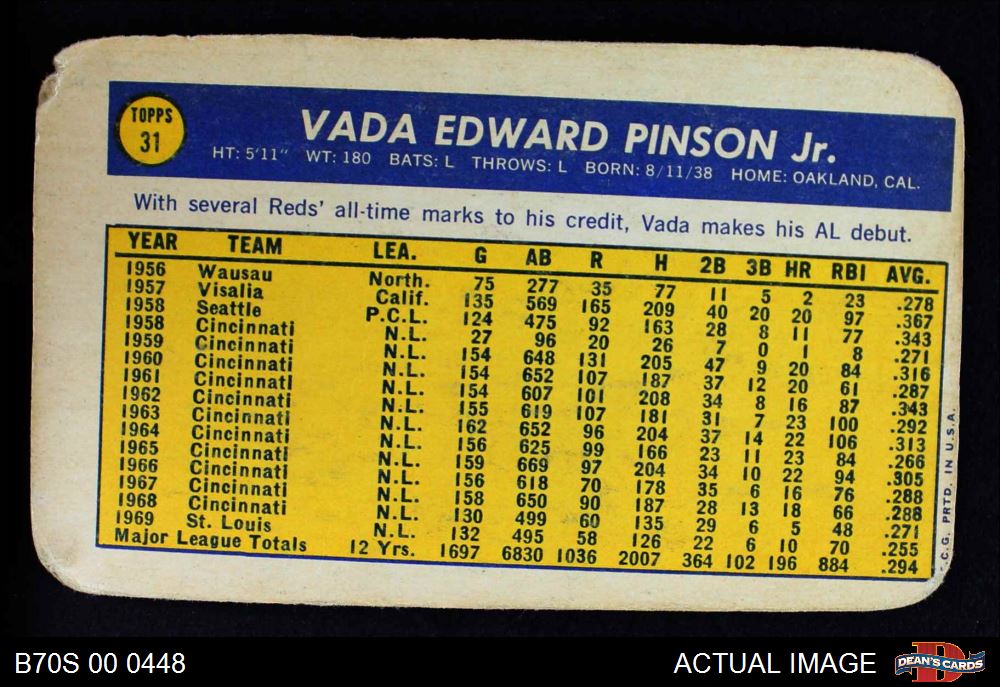 TOPPS
31
VADA EDWARD PINSON Jr.
HT: 5'11" WT: 180 BATS: L THROWS: L BORN: 8/11/38 HOME: OAKLAND, CAL.
With several Reds' all-time marks to his credit, Vada makes his AL debut.
YEAR TEAM LEA. G AB R H 2B 3B HR RBI AVG.
1956 Wausau North. 75 277 35 77 11 5 2 23 .278
1957 Visalia Calif. 135 569 165 209 40 20 20 97 .367
1958 Seattle P.C.L. 124 475 92 163 28 8 11 77 .343
1958 Cincinnati N.L. 27 96 20 26 7 0 1 8 .271
1959 Cincinnati N.L. 154 648 131 205 47 9 20 84 .316
1960 Cincinnati N.L. 154 652 107 187 37 12 20 61 .287
1961 Cincinnati N.L. 154 607 101 208 34 8 16 87 .343
1962 Cincinnati N.L. 155 619 107 181 31 7 23 100 .292
1963 Cincinnati N.L. 162 652 96 204 37 14 22 106 .313
1964 Cincinnati N.L. 156 625 99 166 23 11 23 84 .266
1965 Cincinnati N.L. 159 669 97 204 34 10 22 94 .305
1966 Cincinnati N.L. 156 618 70 178 35 6 16 76 .288
1967 Cincinnati N.L. 158 650 90 187 28 13 18 66 .288
1968 Cincinnati N.L. 130 499 60 135 29 6 5 48 .271
1969 St. Louis N.L. 132 495 58 126 22 6 10 70 .255
Major League Totals 12 Yrs. 1697 6830 1036 2007 364 102 196 884 .294
T.C.G. PRTD. IN U.S.A.
B70S 00 0448
ACTUAL IMAGE
DEAN'S CARDS